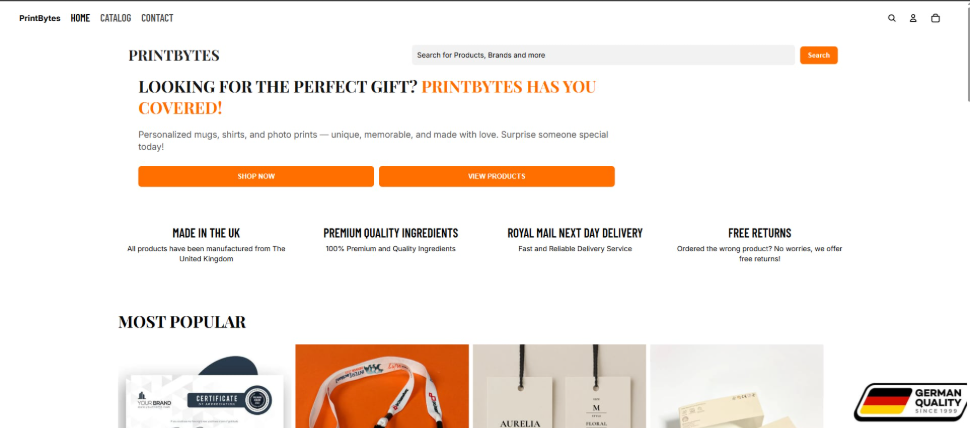 PrintBytes HOME CATALOG CONTACT
PRINTBYTES
Search for Products, Brands and more
Search
LOOKING FOR THE PERFECT GIFT? PRINTBYTES HAS YOU
COVERED!
Personalized mugs, shirts, and photo prints — unique, memorable, and made with love. Surprise someone special
today!
SHOP NOW
VIEW PRODUCTS
MADE IN THE UK
All products have been manufactured from The
United Kingdom
PREMIUM QUALITY INGREDIENTS
100% Premium and Quality Ingredients
ROYAL MAIL NEXT DAY DELIVERY
Fast and Reliable Delivery Service
FREE RETURNS
Ordered the wrong product? No worries, we offer
free returns!
MOST POPULAR
YOUR BRAND
CERTIFICATE
AURELIA
M
FLORAL
GERMAN
QUALITY
SINCE 1995